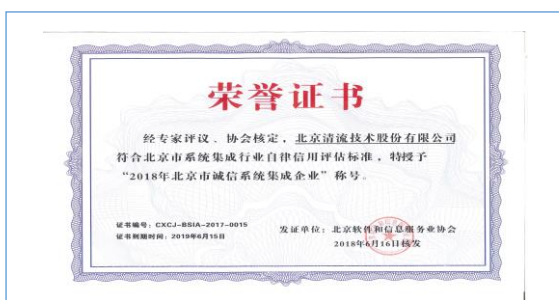 荣誉证书
经专家评议、协会核定，北京清流技术股份有限公司
符合北京市系统集成行业自律信用评估标准，特授予
“2018年北京市诚信系统集成企业”称号。
证书编号：CXCJ-BSIA-2017-0015
证书到期时间：2019年6月15日
发证单位：北京软件和信息服务业协会
2018年6月16日核发